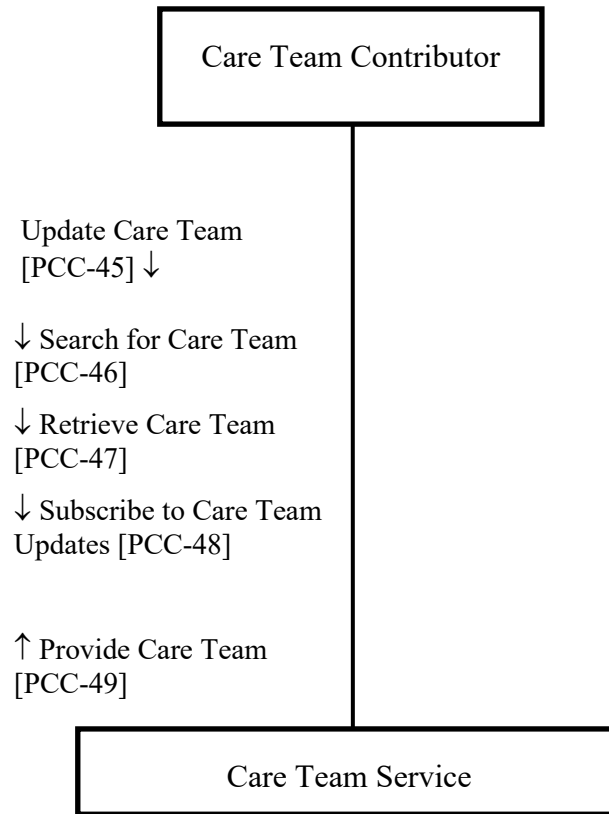 Care Team Contributor
Update Care Team
[PCC-45] ↓
↓ Search for Care Team
[PCC-46]
↓ Retrieve Care Team
[PCC-47]
↓ Subscribe to Care Team
Updates [PCC-48]
↑ Provide Care Team
[PCC-49]
Care Team Service